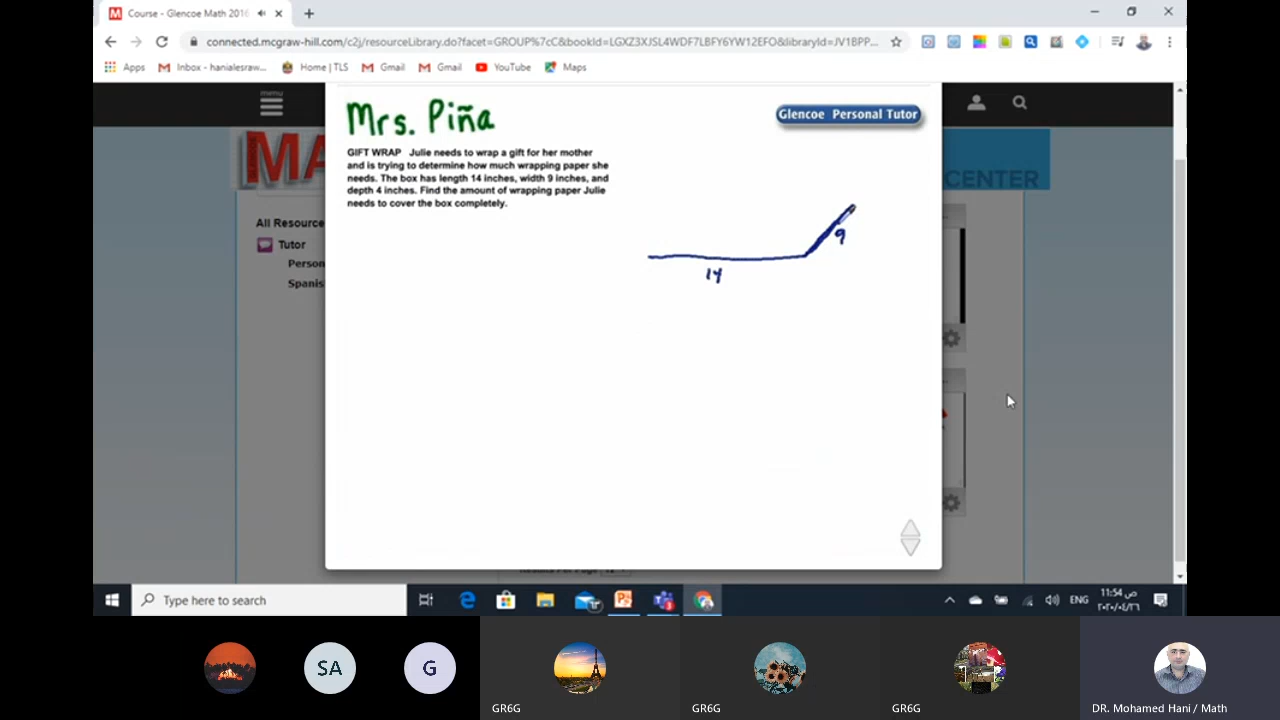 Course - Glencoe Math 2016
connected.mcgraw-hill.com/c2j/resourceLibrary.do?facet=GROUP%7cC&bookId=LGXZ3XJSL4WDF7LBFY6YW12EFO&libraryId=JV1BPP...
Apps
Inbox - hanialesraw...
Home | TLS
Gmail
Gmail
YouTube
Maps
menu
MA
CENTER
All Resource
Tutor
Person
Spanis
Mrs. Piña
Glencoe Personal Tutor
GIFT WRAP Julie needs to wrap a gift for her mother
and is trying to determine how much wrapping paper she
needs. The box has length 14 inches, width 9 inches, and
depth 4 inches. Find the amount of wrapping paper Julie
needs to cover the box completely.
9
14
Type here to search
ENG
11:54 ص
٢٠٢٠/٠٤/٢٦
SA
G
GR6G
GR6G
GR6G
DR. Mohamed Hani / Math